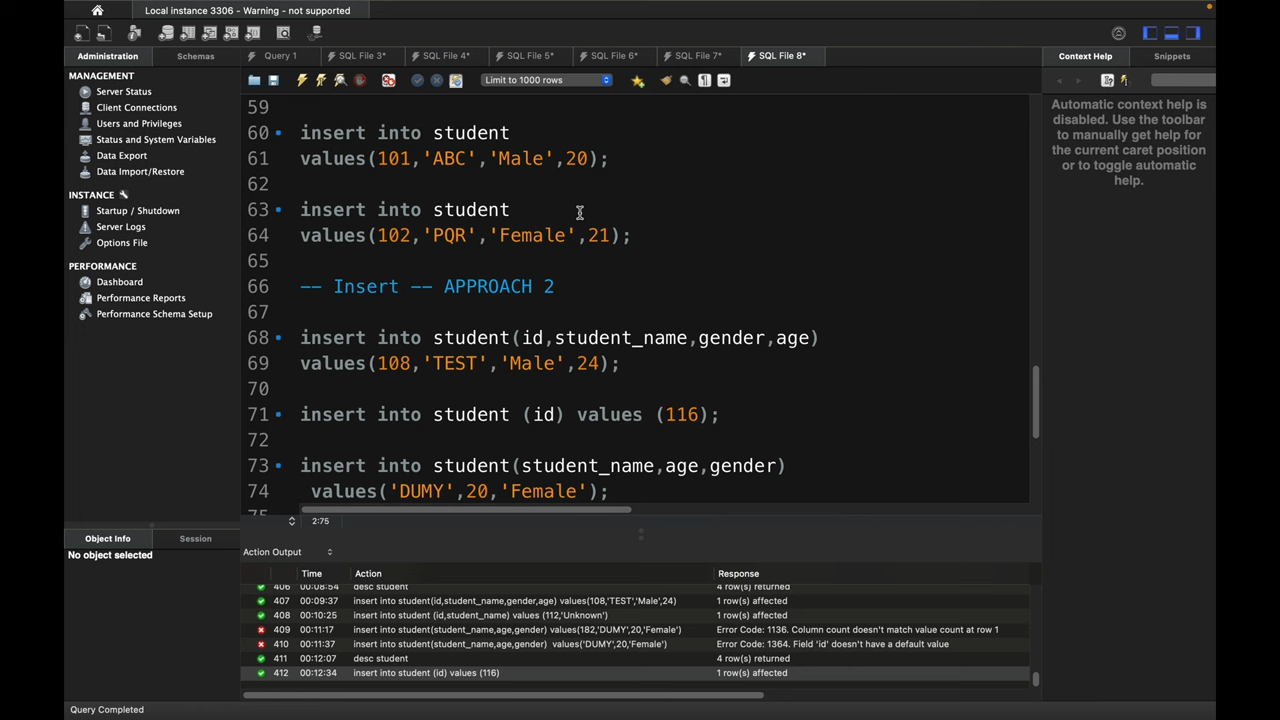 Local instance 3306 - Warning - not supported
Administration
Schemas
Query 1
SQL File 3*
SQL File 4*
SQL File 5*
SQL File 6*
SQL File 7*
SQL File 8*
Context Help
Snippets
MANAGEMENT
Server Status
Client Connections
Users and Privileges
Status and System Variables
Data Export
Data Import/Restore
INSTANCE
Startup / Shutdown
Server Logs
Options File
PERFORMANCE
Dashboard
Performance Reports
Performance Schema Setup
Object Info
Session
No object selected
Limit to 1000 rows
59
60 insert into student
61 values(101,'ABC','Male',20);
62
63 insert into student
64 values(102,'PQR','Female',21);
65
66 -- Insert -- APPROACH 2
67
68 insert into student(id,student_name,gender,age)
69 values(108,'TEST','Male',24);
70
71 insert into student (id) values (116);
72
73 insert into student(student_name,age,gender)
74 values('DUMY',20,'Female');
75
2:75
Automatic context help is
disabled. Use the toolbar
to manually get help for
the current caret position
or to toggle automatic
help.
Action Output
Time Action Response
406 00:08:54 desc student 4 row(s) returned
407 00:09:37 insert into student(id,student_name,gender,age) values(108,'TEST','Male',24) 1 row(s) affected
408 00:10:25 insert into student (id,student_name) values (112,'Unknown') 1 row(s) affected
409 00:11:17 insert into student(student_name,age,gender) values(182,'DUMY',20,'Female') Error Code: 1136. Column count doesn't match value count at row 1
410 00:11:37 insert into student(student_name,age,gender)  values('DUMY',20,'Female') Error Code: 1364. Field 'id' doesn't have a default value
411 00:12:07 desc student 4 row(s) returned
412 00:12:34 insert into student (id) values (116) 1 row(s) affected
Query Completed